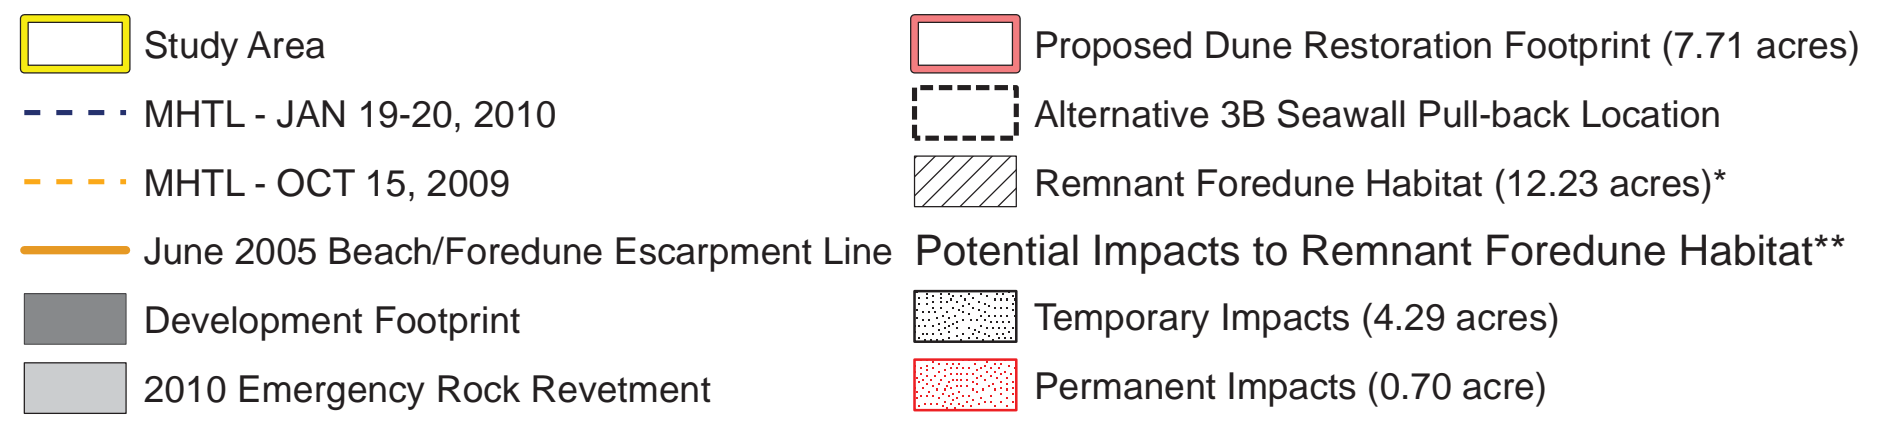 Study Area
MHTL - JAN 19-20, 2010
MHTL - OCT 15, 2009
June 2005 Beach/Foredune Escarpment Line
Development Footprint
2010 Emergency Rock Revetment
Proposed Dune Restoration Footprint (7.71 acres)
Alternative 3B Seawall Pull-back Location
Remnant Foredune Habitat (12.23 acres)*
Potential Impacts to Remnant Foredune Habitat**
Temporary Impacts (4.29 acres)
Permanent Impacts (0.70 acre)